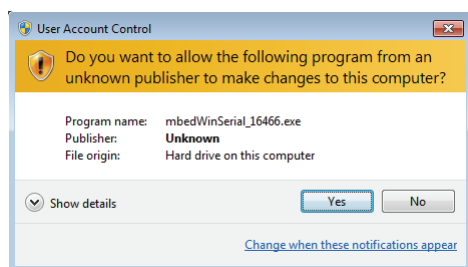 User Account Control
Do you want to allow the following program from an
unknown publisher to make changes to this computer?
Program name: mbedWinSerial_16466.exe
Publisher: Unknown
File origin: Hard drive on this computer
Show details Yes No
Change when these notifications appear